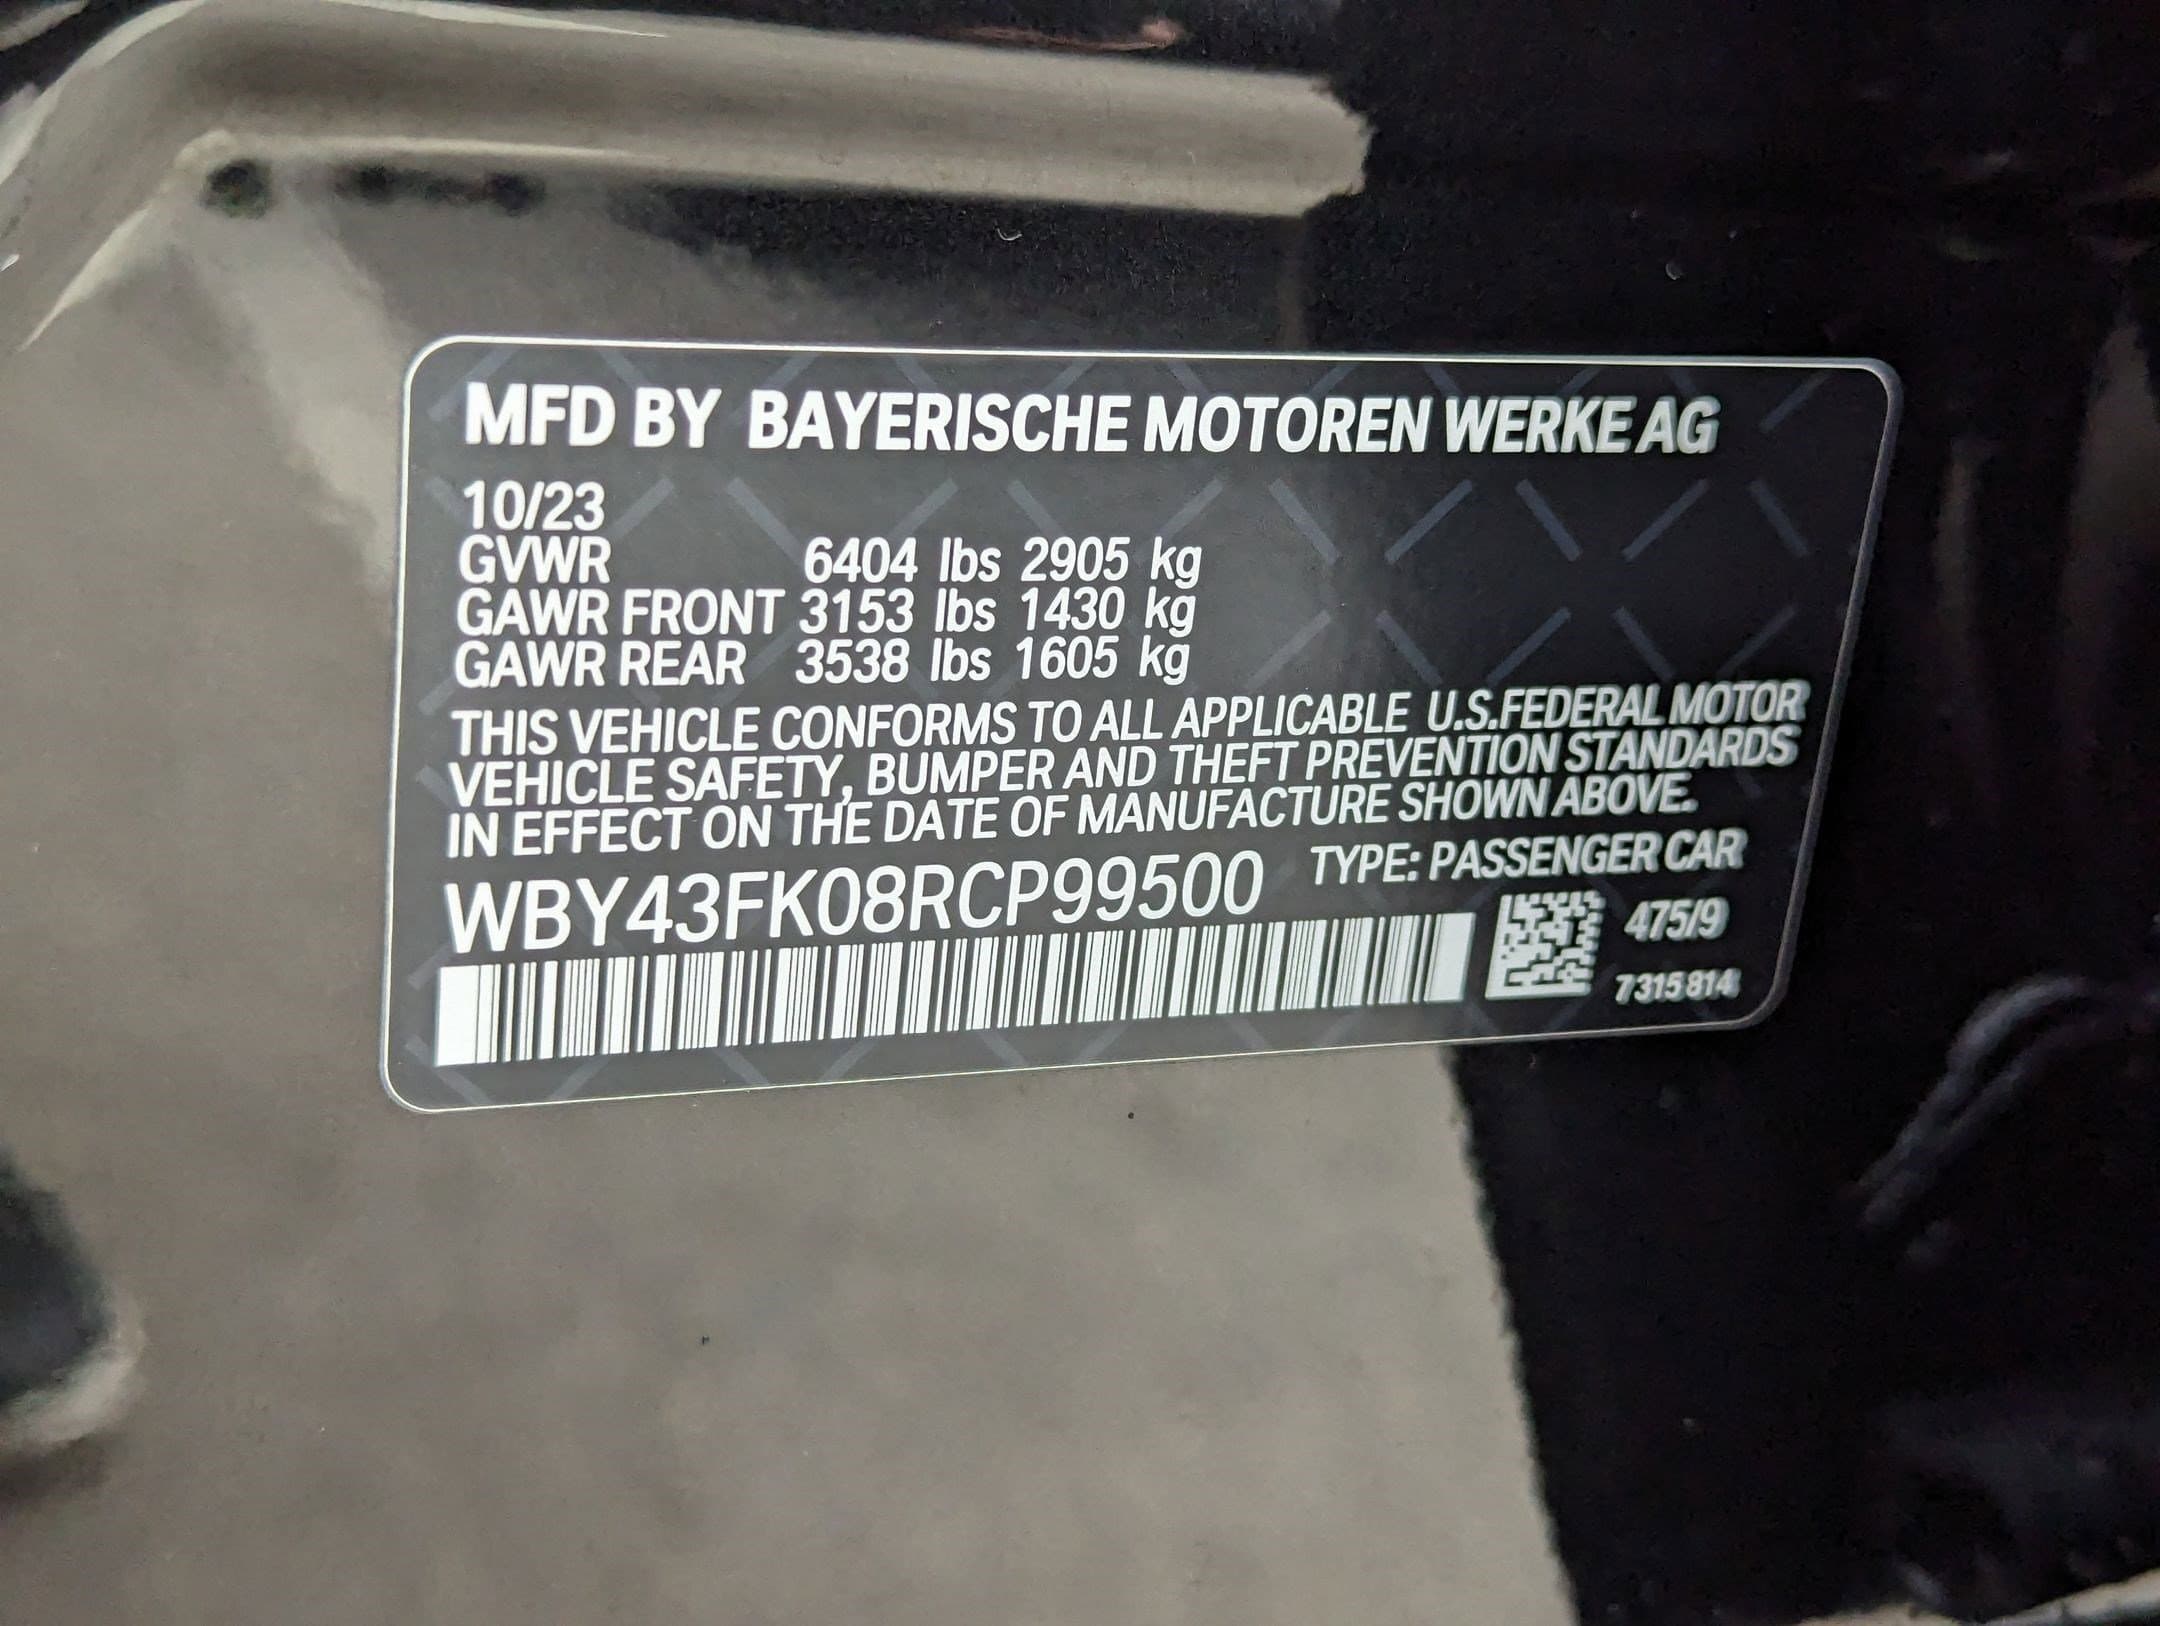 MFD BY BAYERISCHE MOTOREN WERKE AG
10/23
GVWR 6404 lbs 2905 kg
GAWR FRONT 3153 lbs 1430 kg
GAWR REAR 3538 lbs 1605 kg
THIS VEHICLE CONFORMS TO ALL APPLICABLE U.S.FEDERAL MOTOR
VEHICLE SAFETY, BUMPER AND THEFT PREVENTION STANDARDS
IN EFFECT ON THE DATE OF MANUFACTURE SHOWN ABOVE.
WBY43FK08RCP99500 TYPE: PASSENGER CAR
475/9
7315814